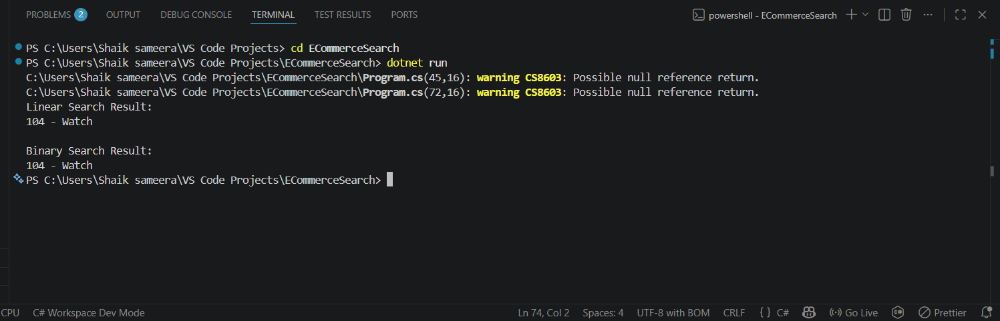 PROBLEMS 2 OUTPUT DEBUG CONSOLE TERMINAL TEST RESULTS PORTS powershell - ECommerceSearch
PS C:\Users\Shaik sameera\VS Code Projects> cd ECommerceSearch
PS C:\Users\Shaik sameera\VS Code Projects\ECommerceSearch> dotnet run
C:\Users\Shaik sameera\VS Code Projects\ECommerceSearch\Program.cs(45,16): warning CS8603: Possible null reference return.
C:\Users\Shaik sameera\VS Code Projects\ECommerceSearch\Program.cs(72,16): warning CS8603: Possible null reference return.
Linear Search Result:
104 - Watch
Binary Search Result:
104 - Watch
PS C:\Users\Shaik sameera\VS Code Projects\ECommerceSearch>
CPU C# Workspace Dev Mode Ln 74, Col 2 Spaces: 4 UTF-8 with BOM CRLF { } C# Go Live C# Prettier